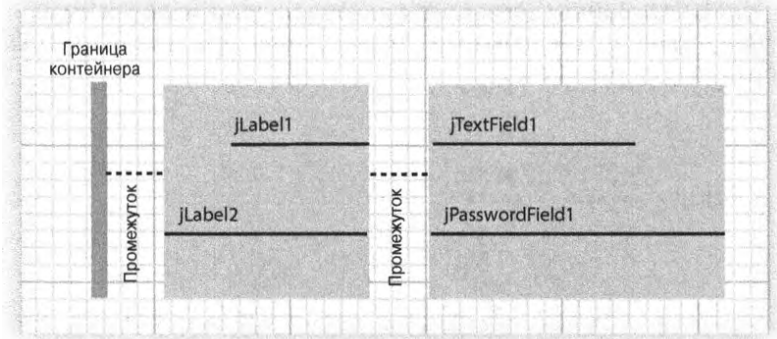 Граница
контейнера
jLabel1
jTextField1
Промежуток
jLabel2
Промежуток
jPasswordField1